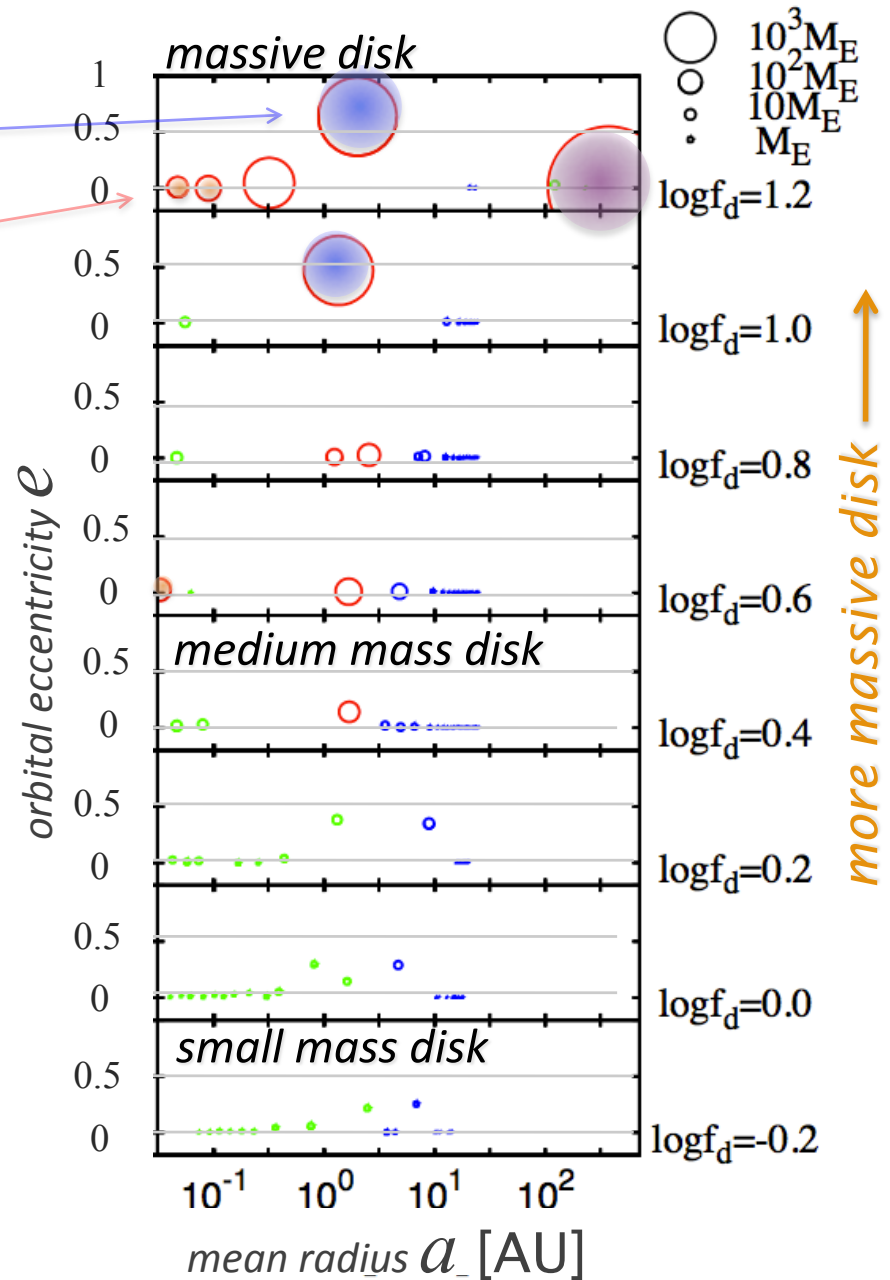 massive disk
10³M_E
10²M_E
10M_E
M_E
1
0.5
0
logf_d=1.2
0.5
0
logf_d=1.0
0.5
0
logf_d=0.8
0.5
0
logf_d=0.6
medium mass disk
0.5
0
logf_d=0.4
0.5
0
logf_d=0.2
0.5
0
logf_d=0.0
small mass disk
0.5
0
logf_d=-0.2
10⁻¹ 10⁰ 10¹ 10²
mean radius a [AU]
orbital eccentricity e
more massive disk